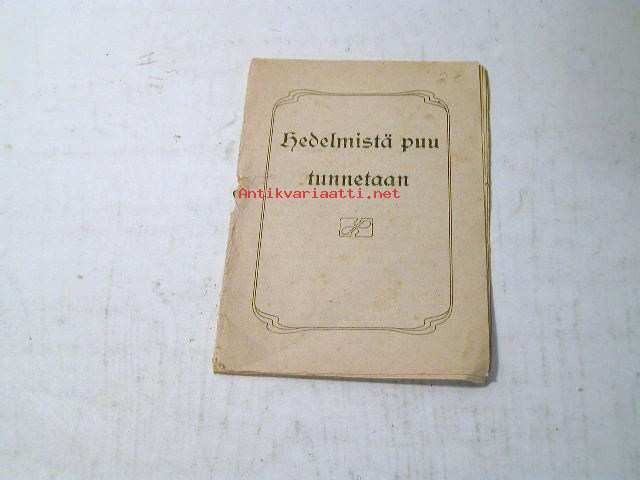 Hedelmistä puu
tunnetaan
Antikvariaatti.net